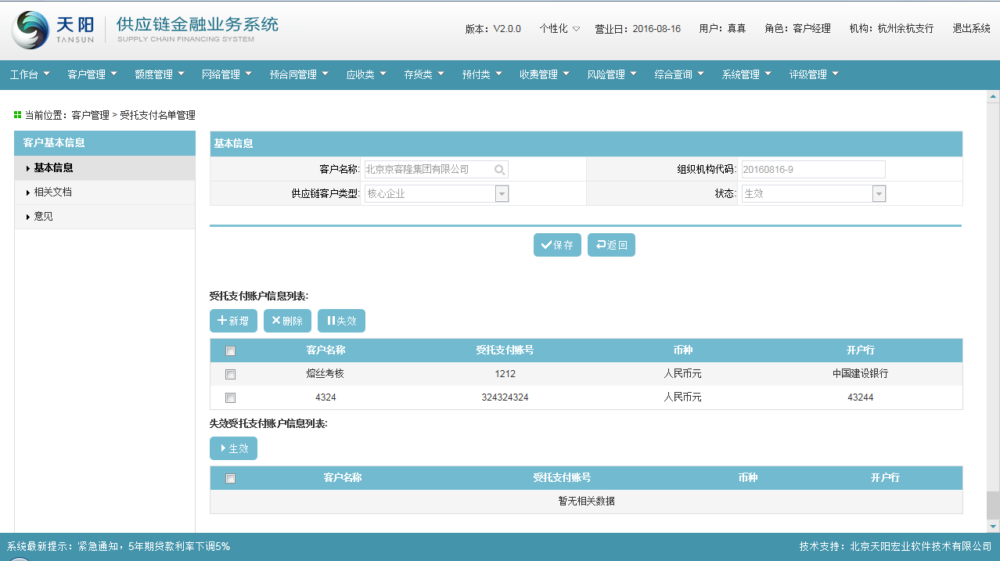 天阳 TANSUN 供应链金融业务系统 SUPPLY CHAIN FINANCING SYSTEM
版本：V2.0.0 个性化 营业日：2016-08-16 用户：真真 角色：客户经理 机构：杭州余杭支行 退出系统
工作台 客户管理 额度管理 网络管理 预合同管理 应收类 存货类 预付类 收费管理 风险管理 综合查询 系统管理 评级管理
当前位置：客户管理 > 受托支付名单管理
客户基本信息
基本信息
相关文档
意见
基本信息
客户名称: 北京京客隆集团有限公司 组织机构代码: 20160816-9
供应链客户类型: 核心企业 状态: 生效
保存 返回
受托支付账户信息列表:
新增 删除 失效
客户名称 受托支付账号 币种 开户行
熔丝考核 1212 人民币元 中国建设银行
4324 324324324 人民币元 43244
失效受托支付账户信息列表:
生效
客户名称 受托支付账号 币种 开户行
暂无相关数据
系统最新提示：紧急通知，5年期贷款利率下调5% 技术支持：北京天阳宏业软件技术有限公司